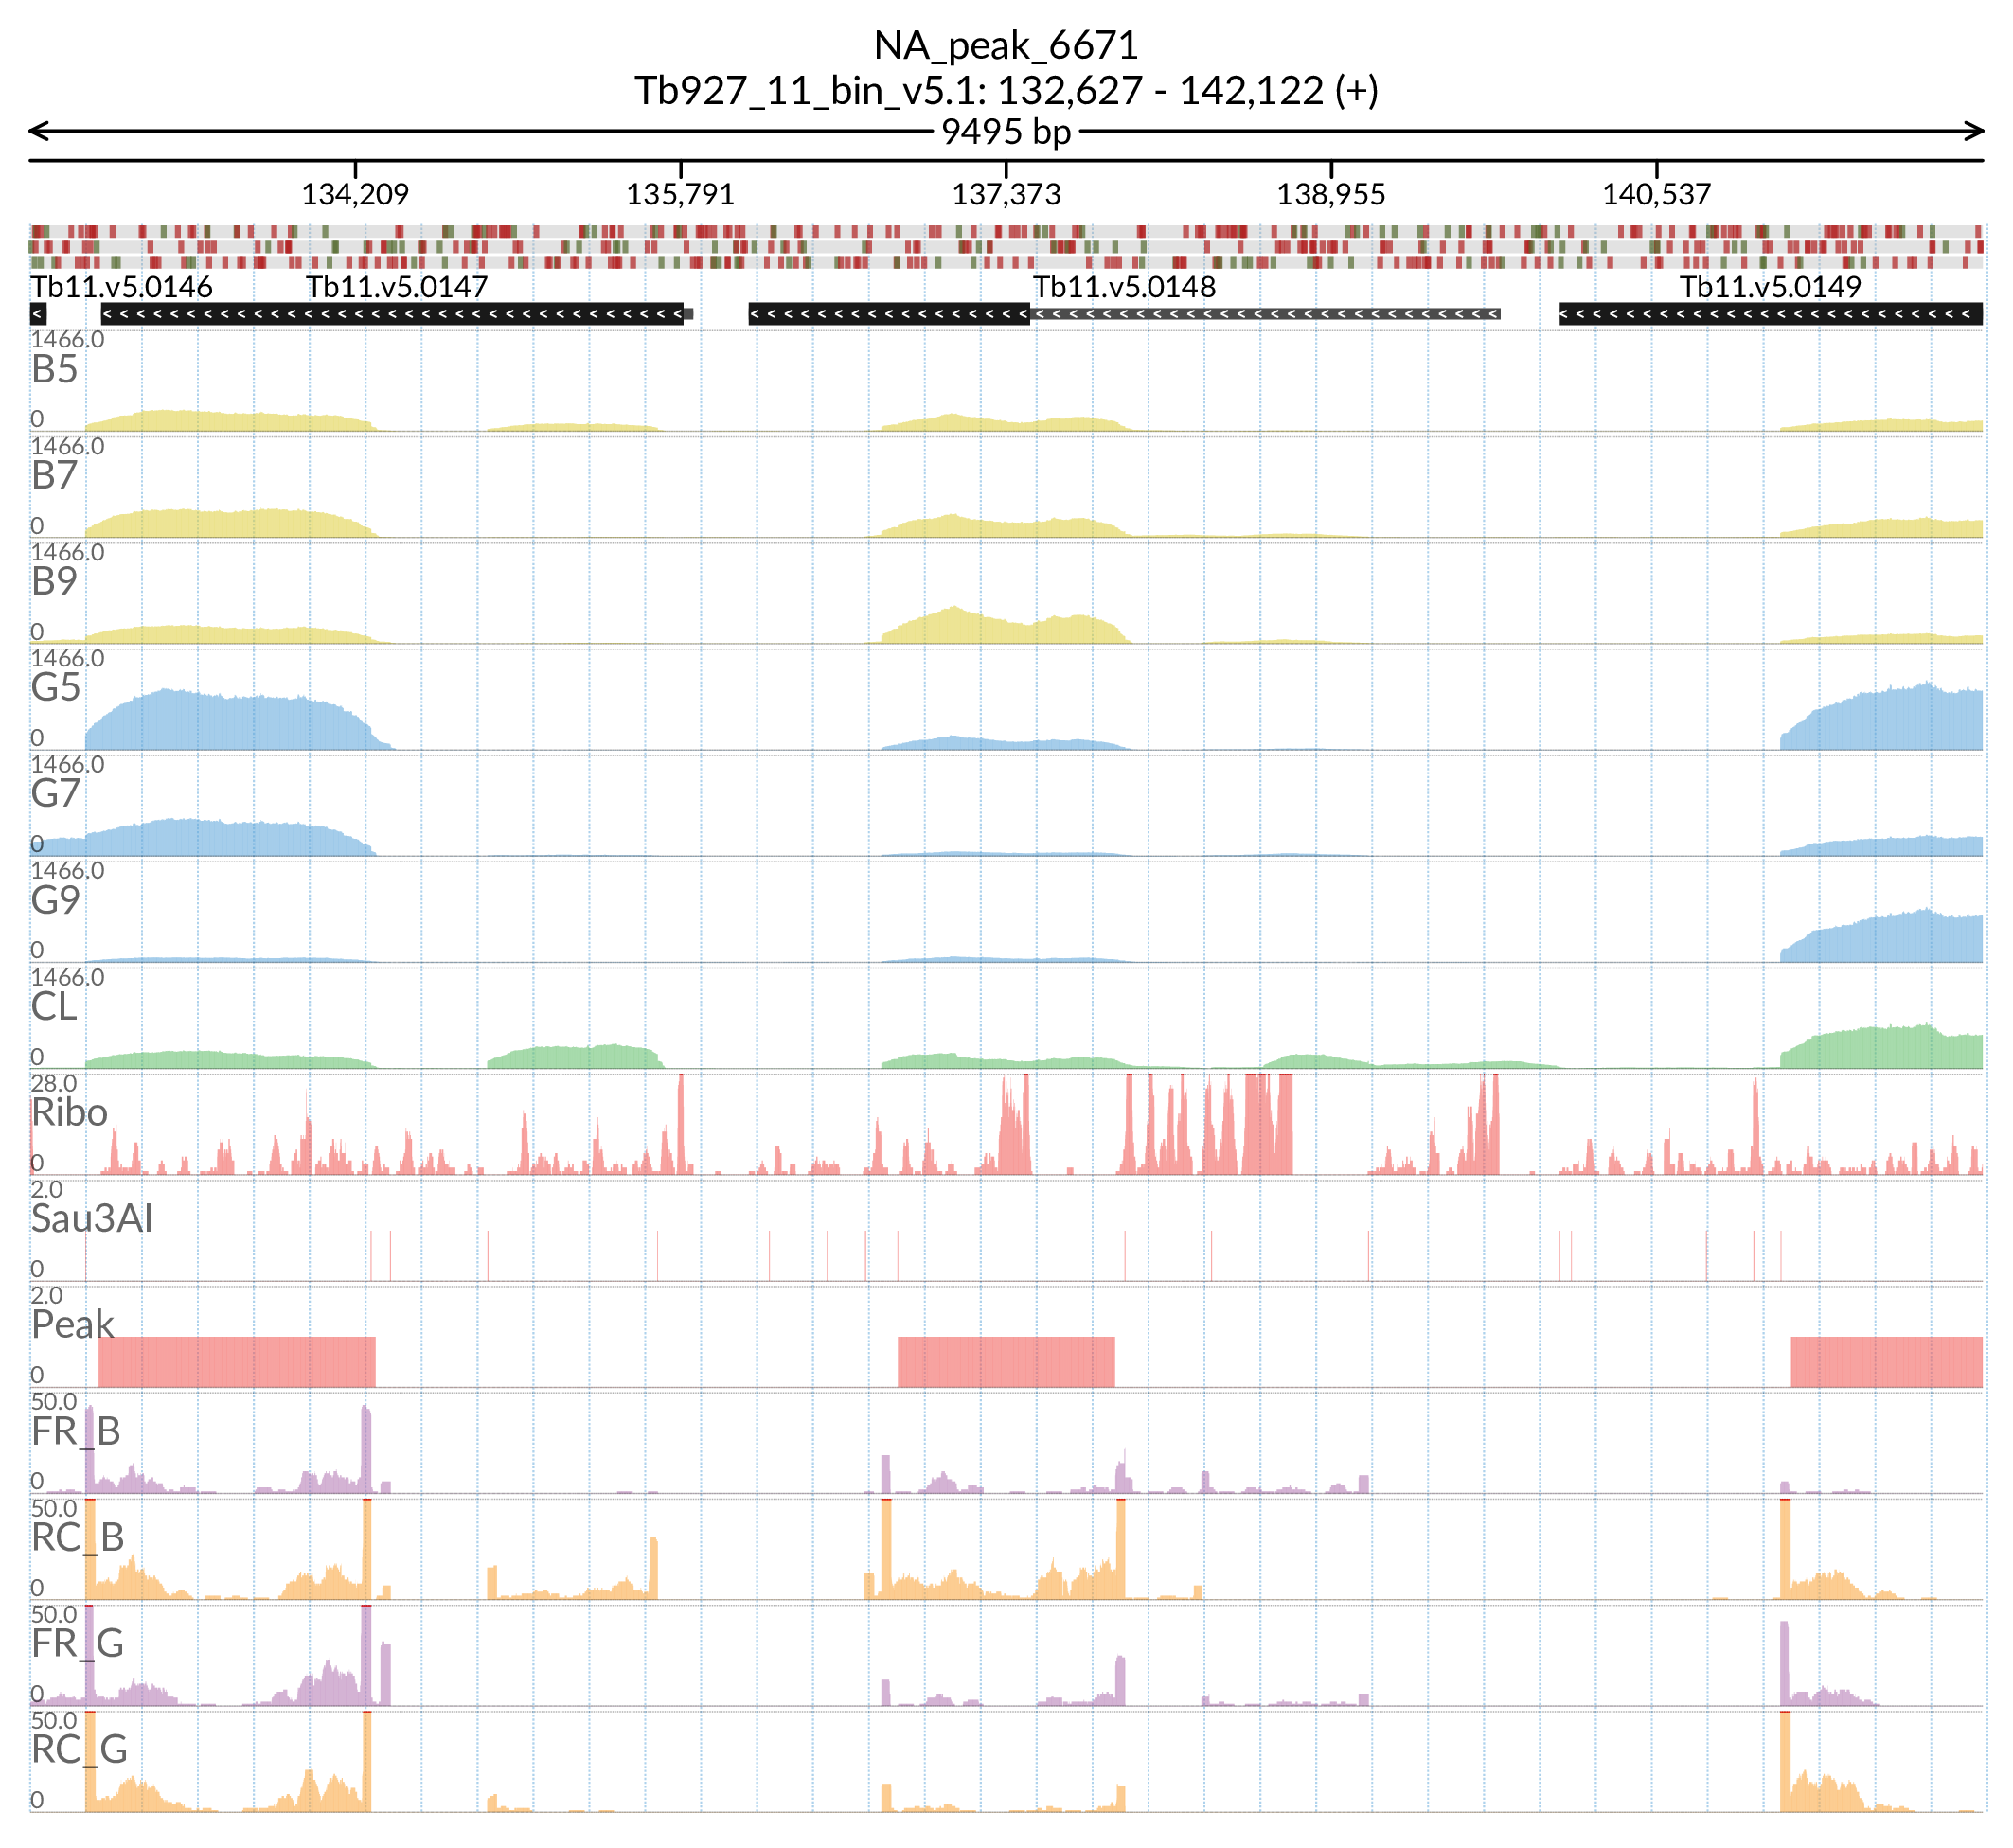 NA_peak_6671
Tb927_11_bin_v5.1: 132,627 - 142,122 (+)
9495 bp
134,209 135,791 137,373 138,955 140,537
Tb11.v5.0146 Tb11.v5.0147 Tb11.v5.0148 Tb11.v5.0149
1466.0
B5
0
1466.0
B7
0
1466.0
B9
0
1466.0
G5
0
1466.0
G7
0
1466.0
G9
0
1466.0
CL
0
28.0
Ribo
0
2.0
Sau3AI
0
2.0
Peak
0
50.0
FR_B
0
50.0
RC_B
0
50.0
FR_G
0
50.0
RC_G
0